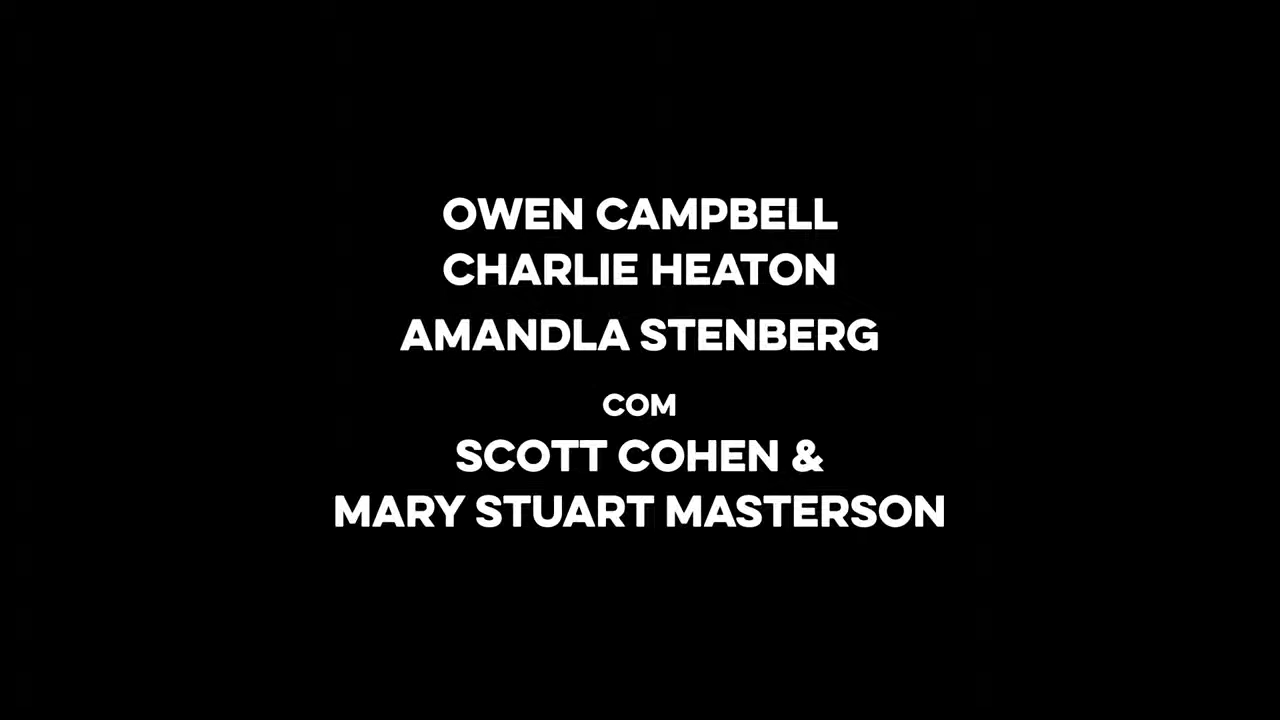 OWEN CAMPBELL
CHARLIE HEATON
AMANDLA STENBERG
COM
SCOTT COHEN &
MARY STUART MASTERSON